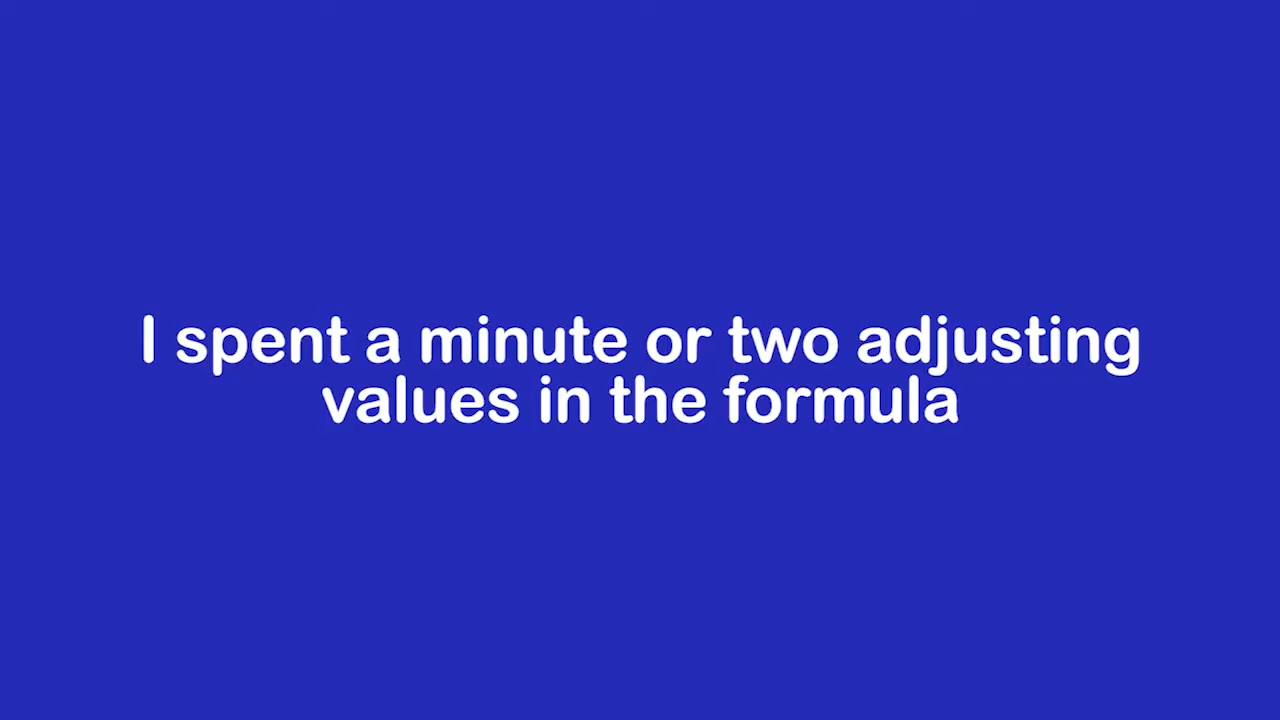 I spent a minute or two adjusting
values in the formula